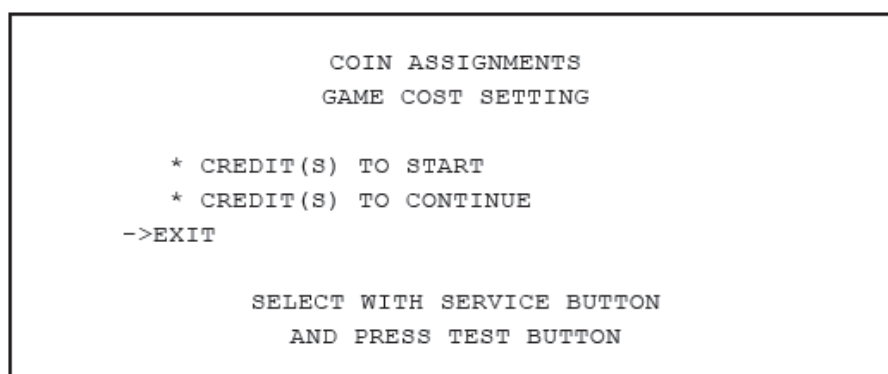 COIN ASSIGNMENTS
GAME COST SETTING
* CREDIT(S) TO START
* CREDIT(S) TO CONTINUE
->EXIT
SELECT WITH SERVICE BUTTON
AND PRESS TEST BUTTON